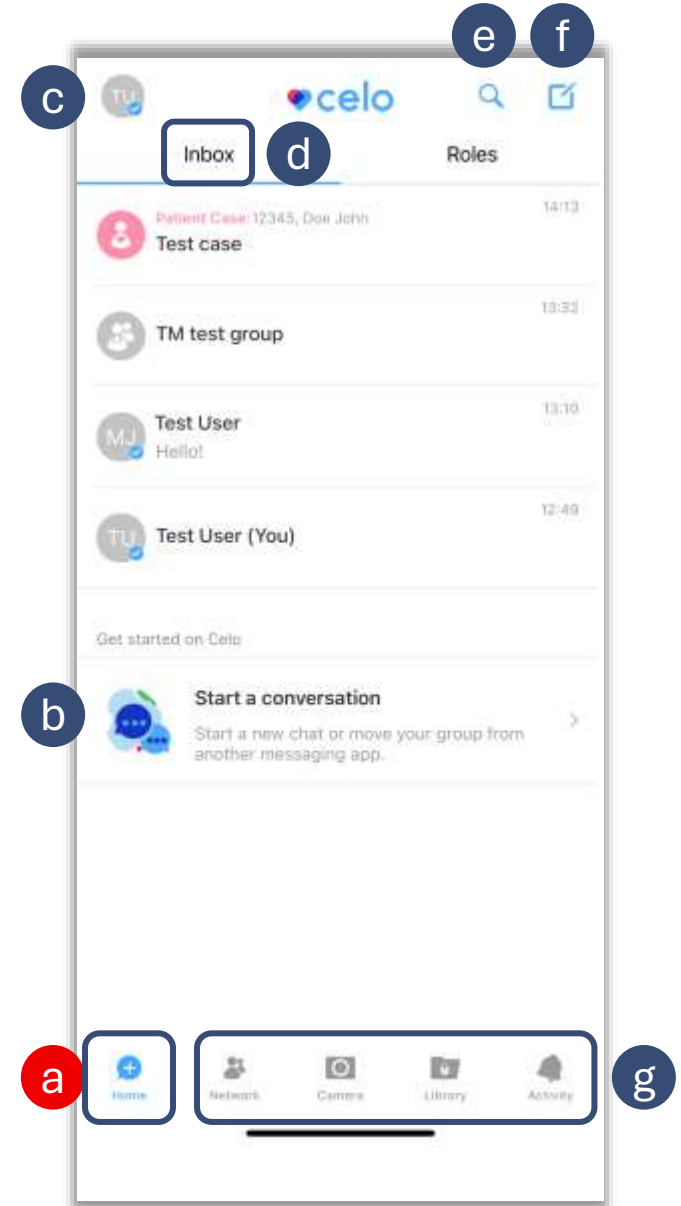 e f
c TU celo
Inbox d Roles
Patient Case: 12345, Doe John 14:13
Test case
13:32
TM test group
13:10
Test User
MJ
Hello!
12:49
TU Test User (You)
Get started on Celo
Start a conversation
b
Start a new chat or move your group from
another messaging app.
a g
Home Network Camera Library Activity